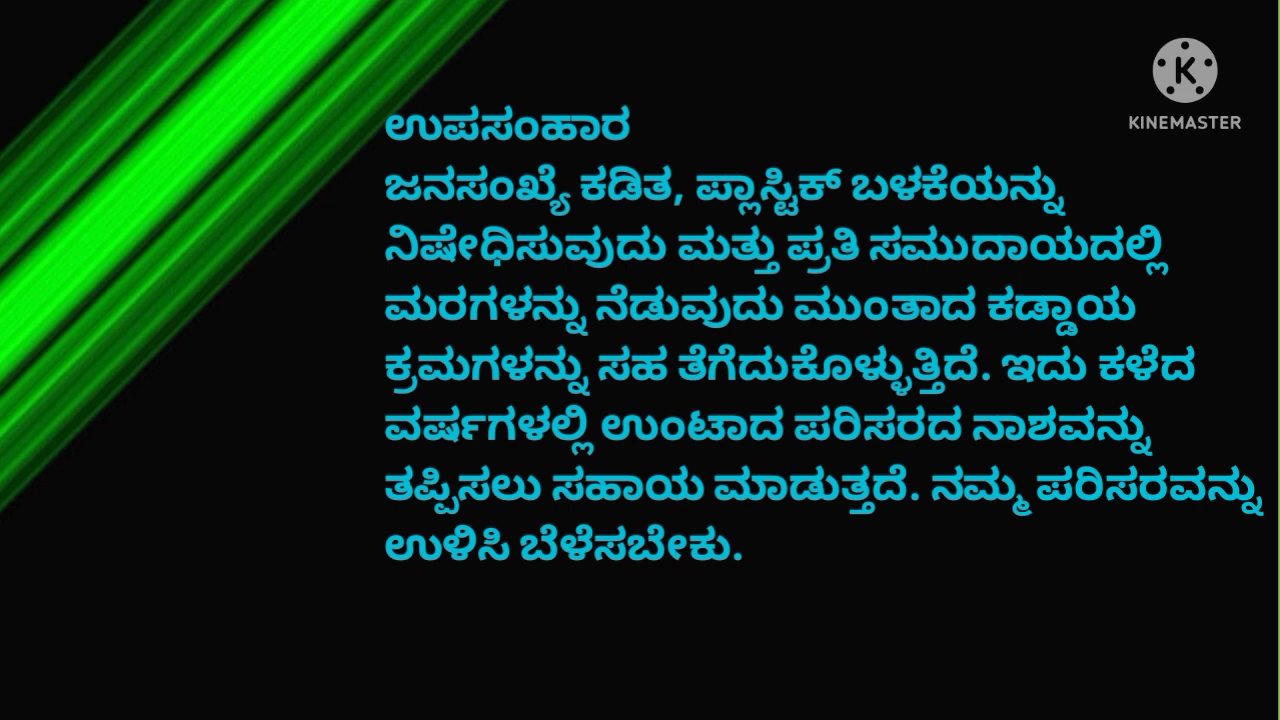 KINEMASTER
ಉಪಸಂಹಾರ
ಜನಸಂಖ್ಯೆ ಕಡಿತ, ಪ್ಲಾಸ್ಟಿಕ್ ಬಳಕೆಯನ್ನು
ನಿಷೇಧಿಸುವುದು ಮತ್ತು ಪ್ರತಿ ಸಮುದಾಯದಲ್ಲಿ
ಮರಗಳನ್ನು ನೆಡುವುದು ಮುಂತಾದ ಕಡ್ಡಾಯ
ಕ್ರಮಗಳನ್ನು ಸಹ ತೆಗೆದುಕೊಳ್ಳುತ್ತಿದೆ. ಇದು ಕಳೆದ
ವರ್ಷಗಳಲ್ಲಿ ಉಂಟಾದ ಪರಿಸರದ ನಾಶವನ್ನು
ತಪ್ಪಿಸಲು ಸಹಾಯ ಮಾಡುತ್ತದೆ. ನಮ್ಮ ಪರಿಸರವನ್ನು
ಉಳಿಸಿ ಬೆಳೆಸಬೇಕು.